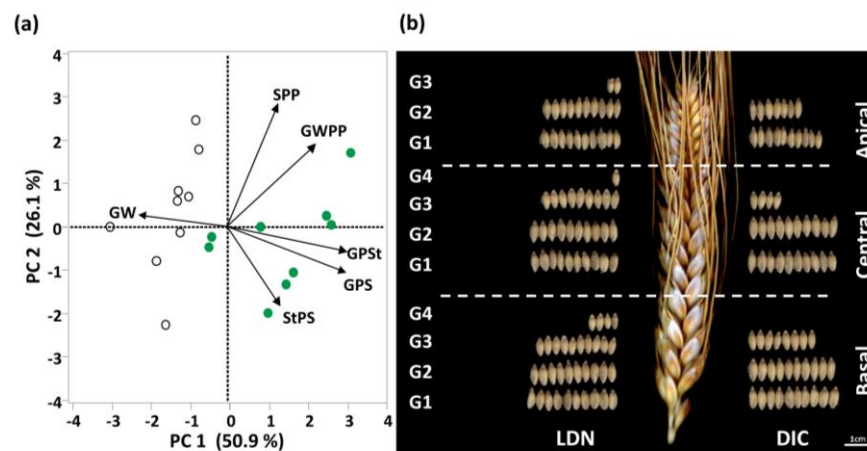 (a)
4
3
2
1
0
-1
-2
-3
-4
PC 2 (26.1 %)
-4 -3 -2 -1 0 1 2 3 4
PC 1 (50.9 %)
SPP
GWPP
GW
GPSt
GPS
StPS
(b)
G3
G2
G1
Apical
G4
G3
G2
G1
Central
G4
G3
G2
G1
Basal
LDN DIC
1cm